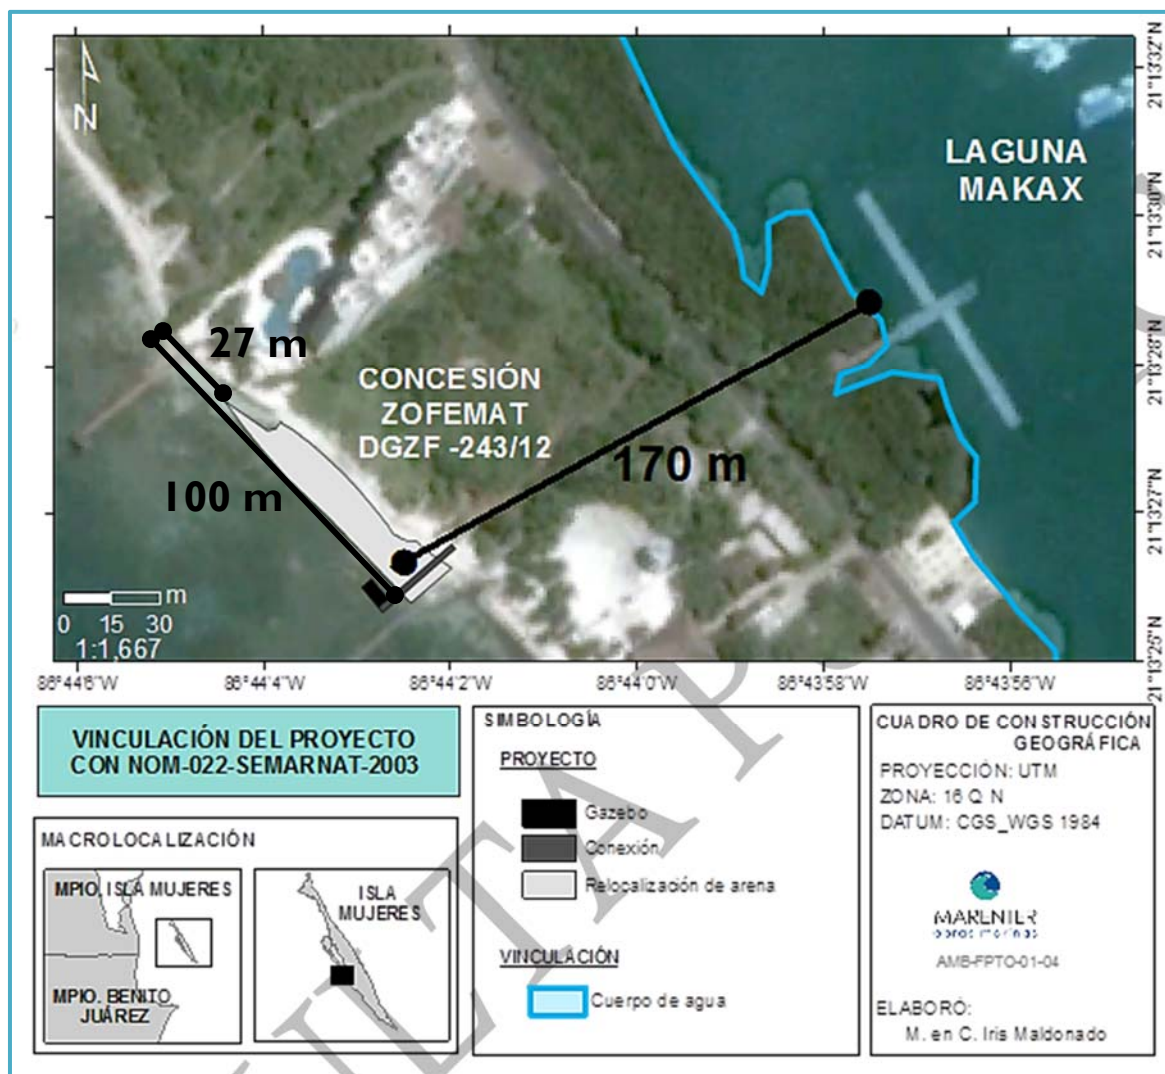 N
LAGUNA
MAKAX
27 m
CONCESIÓN
ZOFEMAT
DGZF -243/12
170 m
100 m
m
0 15 30
1:1,667
21°13'32"N
21°13'30"N
21°13'28"N
21°13'27"N
21°13'25"N
86°44'6"W
86°44'4"W
86°44'2"W
86°44'0"W
86°43'58"W
86°43'56"W
VINCULACIÓN DEL PROYECTO
CON NOM-022-SEMARNAT-2003
MACROLOCALIZACIÓN
MPIO. ISLA MUJERES
MPIO. BENITO
JUÁREZ
ISLA
MUJERES
SIMBOLOGÍA
PROYECTO
Gazebo
Conexión
Relocalización de arena
VINCULACIÓN
Cuerpo de agua
CUADRO DE CONSTRUCCIÓN
GEOGRÁFICA
PROYECCIÓN: UTM
ZONA: 16 Q N
DATUM: CGS_WGS 1984
MARENTER
obras marinas
AMB-FPTO-01-04
ELABORÓ:
M. en C. Iris Maldonado